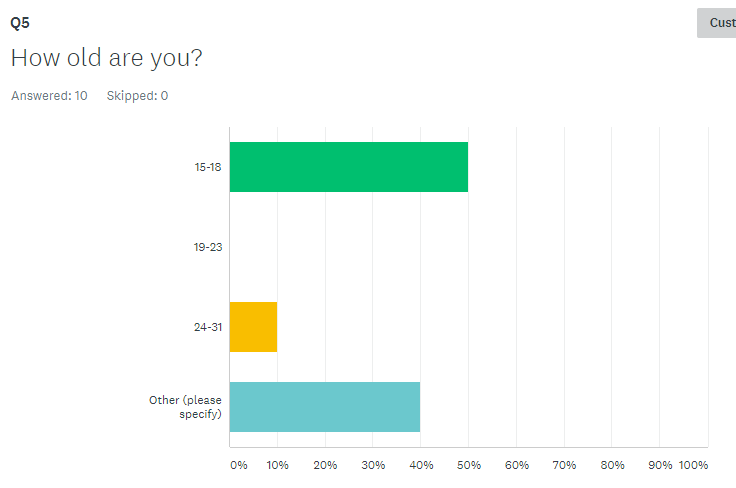 Q5
Cust
How old are you?
Answered: 10 Skipped: 0
15-18
19-23
24-31
Other (please
specify)
0% 10% 20% 30% 40% 50% 60% 70% 80% 90% 100%